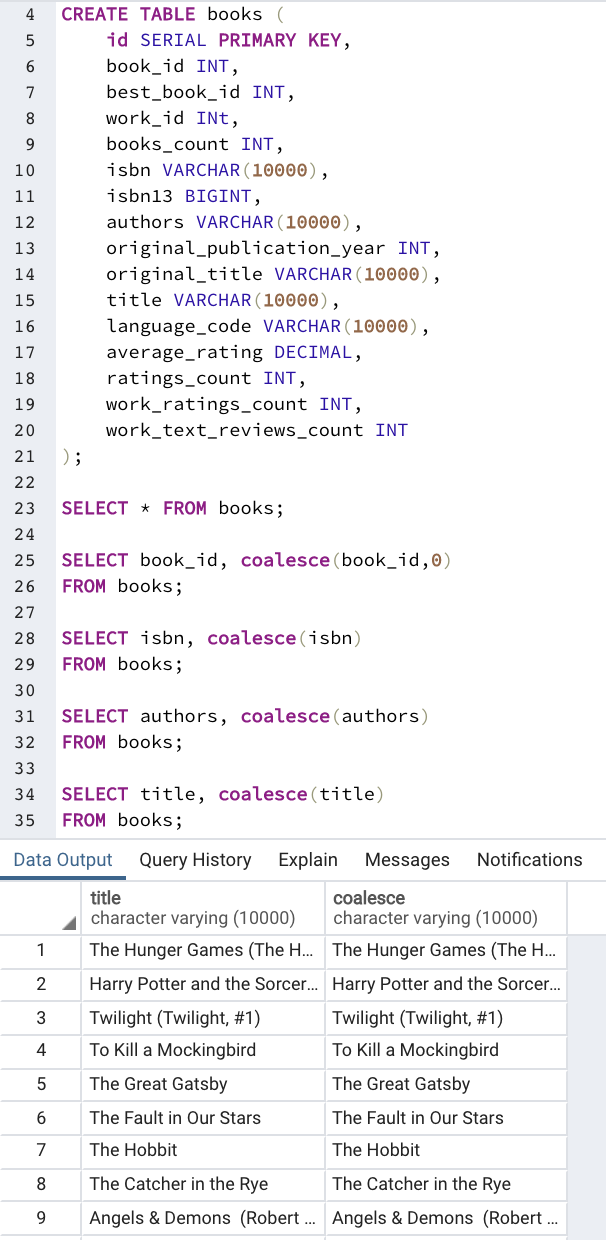 4 CREATE TABLE books (
5 id SERIAL PRIMARY KEY,
6 book_id INT,
7 best_book_id INT,
8 work_id INt,
9 books_count INT,
10 isbn VARCHAR(10000),
11 isbn13 BIGINT,
12 authors VARCHAR(10000),
13 original_publication_year INT,
14 original_title VARCHAR(10000),
15 title VARCHAR(10000),
16 language_code VARCHAR(10000),
17 average_rating DECIMAL,
18 ratings_count INT,
19 work_ratings_count INT,
20 work_text_reviews_count INT
21 );
22
23 SELECT * FROM books;
24
25 SELECT book_id, coalesce(book_id,0)
26 FROM books;
27
28 SELECT isbn, coalesce(isbn)
29 FROM books;
30
31 SELECT authors, coalesce(authors)
32 FROM books;
33
34 SELECT title, coalesce(title)
35 FROM books;
Data Output Query History Explain Messages Notifications
title coalesce
character varying (10000) character varying (10000)
1 The Hunger Games (The H... The Hunger Games (The H...
2 Harry Potter and the Sorcer... Harry Potter and the Sorcer...
3 Twilight (Twilight, #1) Twilight (Twilight, #1)
4 To Kill a Mockingbird To Kill a Mockingbird
5 The Great Gatsby The Great Gatsby
6 The Fault in Our Stars The Fault in Our Stars
7 The Hobbit The Hobbit
8 The Catcher in the Rye The Catcher in the Rye
9 Angels & Demons (Robert ... Angels & Demons (Robert ...